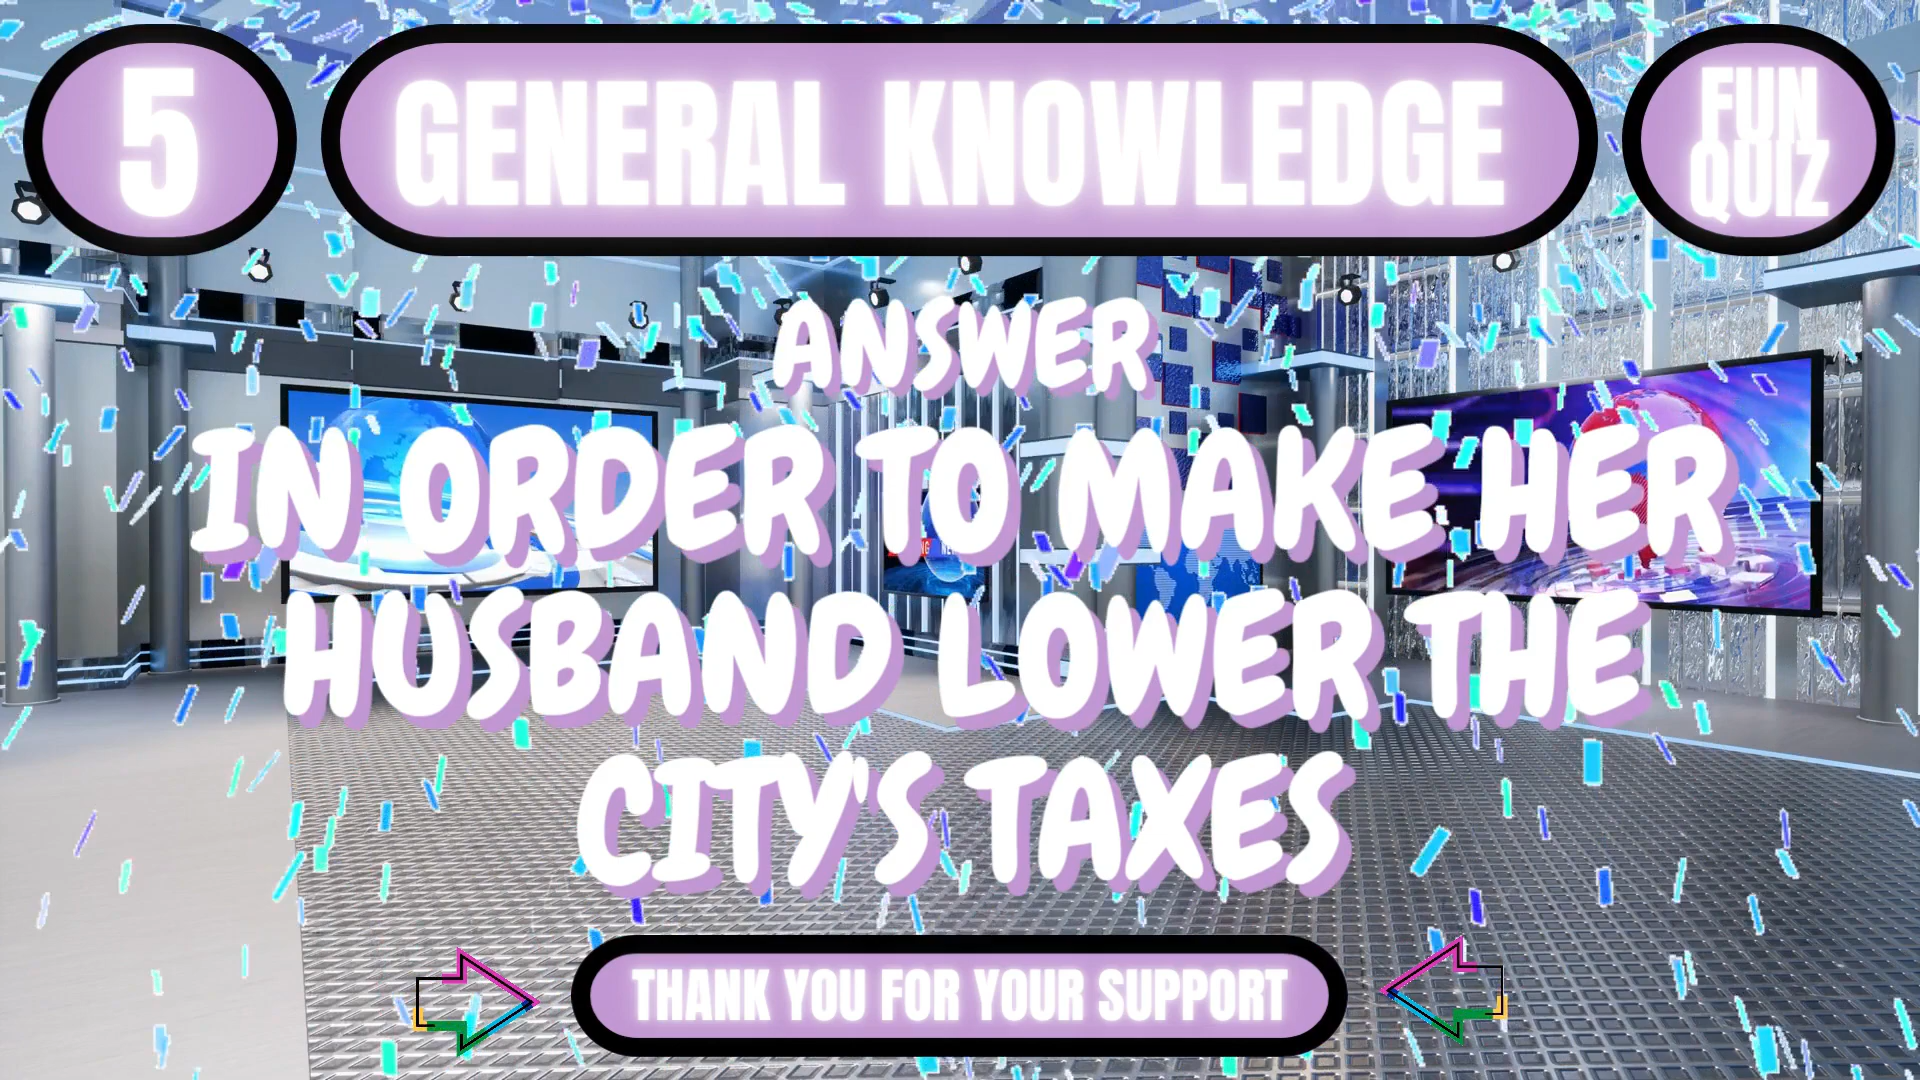 5
GENERAL KNOWLEDGE
FUN
QUIZ
ANSWER
IN ORDER TO MAKE HER
HUSBAND LOWER THE
CITY'S TAXES
THANK YOU FOR YOUR SUPPORT